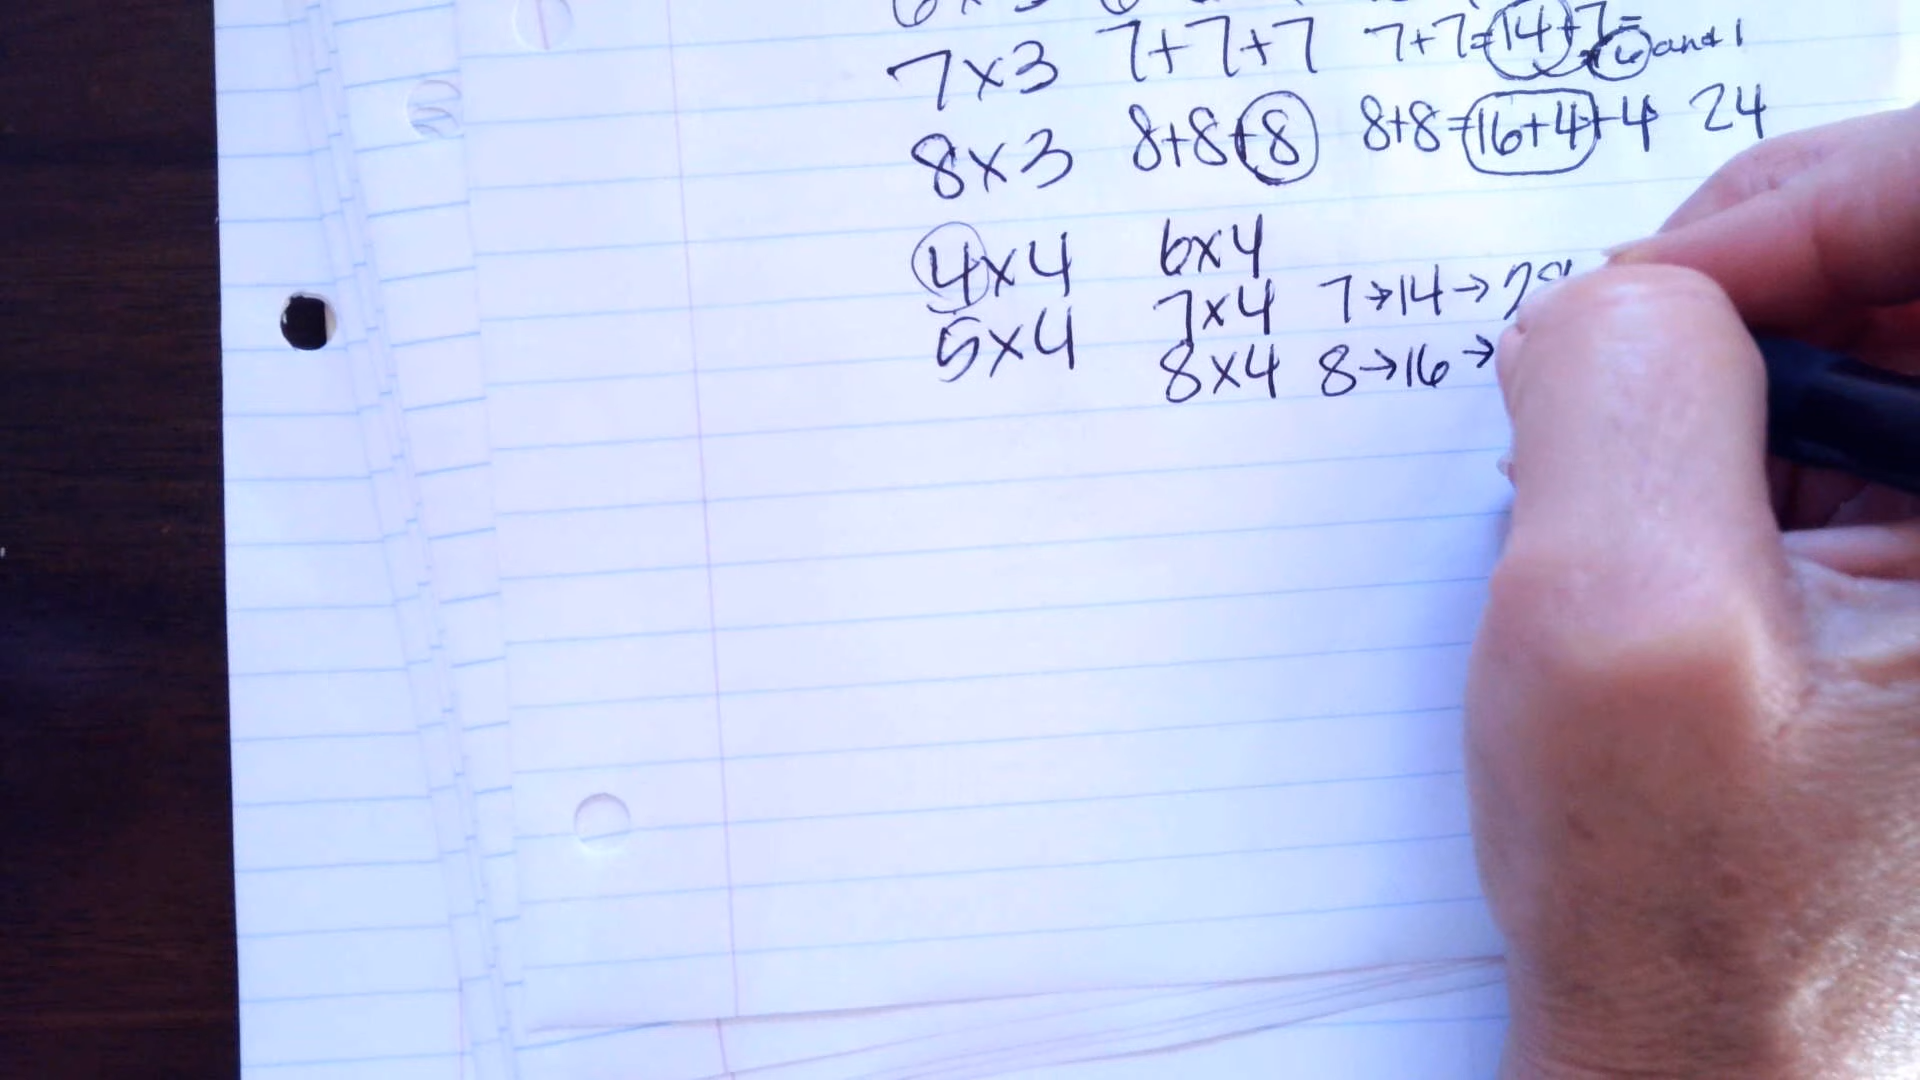 7x3 7+7+7 7+7=14+7= 6 and 1
8x3 8+8+8 8+8=16+4+4 24
4x4 6x4
5x4 7x4 7→14→
8x4 8→16→